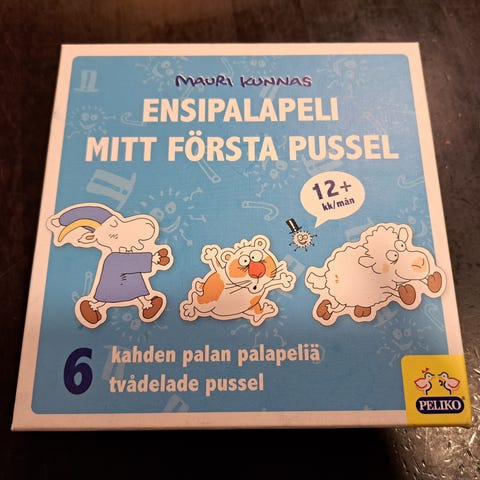 MAURI KUNNAS
ENSIPALAPELI
MITT FÖRSTA PUSSEL
12+
kk/mån
6 kahden palan palapeliä
tvådelade pussel
PELIKO